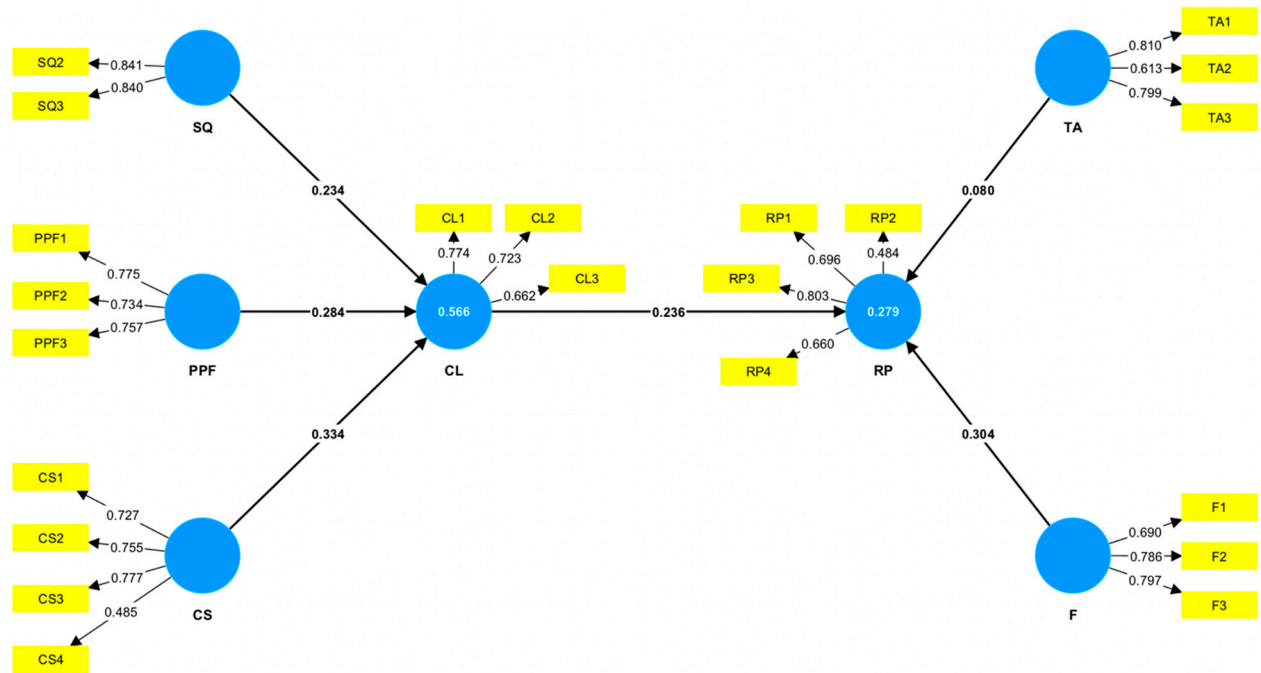 TA1
SQ2
0.841
0.810
0.613
TA2
0.840
SQ3
0.799
TA3
SQ
TA
0.234
0.080
CL1
CL2
RP1
RP2
PPF1
0.774
0.723
0.696
0.484
0.775
CL3
RP3
PPF2
0.734
0.662
0.803
0.757
PPF3
0.284
0.566
0.236
0.279
0.660
PPF
CL
RP4
RP
0.334
0.304
CS1
0.727
F1
0.690
CS2
0.755
0.786
F2
0.777
0.797
CS3
0.485
F3
CS
F
CS4